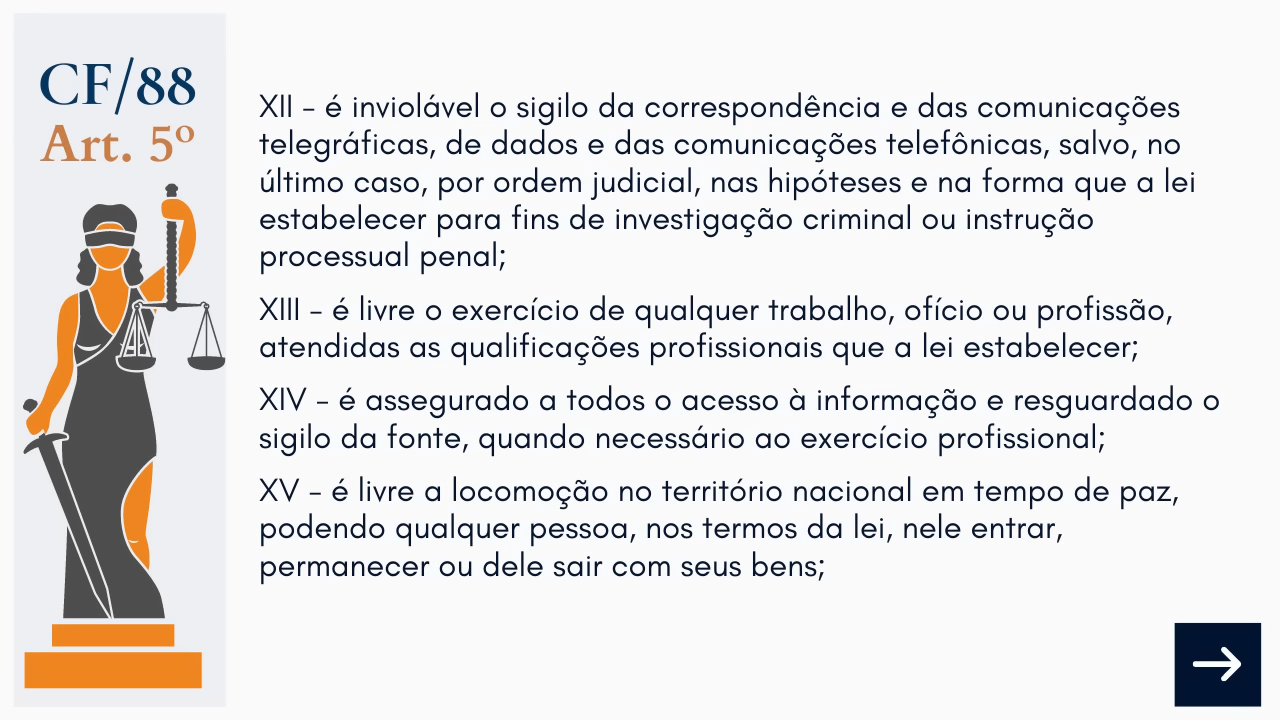 CF/88
Art. 5º
XII – é inviolável o sigilo da correspondência e das comunicações
telegráficas, de dados e das comunicações telefônicas, salvo, no
último caso, por ordem judicial, nas hipóteses e na forma que a lei
estabelecer para fins de investigação criminal ou instrução
processual penal;
XIII – é livre o exercício de qualquer trabalho, ofício ou profissão,
atendidas as qualificações profissionais que a lei estabelecer;
XIV – é assegurado a todos o acesso à informação e resguardado o
sigilo da fonte, quando necessário ao exercício profissional;
XV – é livre a locomoção no território nacional em tempo de paz,
podendo qualquer pessoa, nos termos da lei, nele entrar,
permanecer ou dele sair com seus bens;